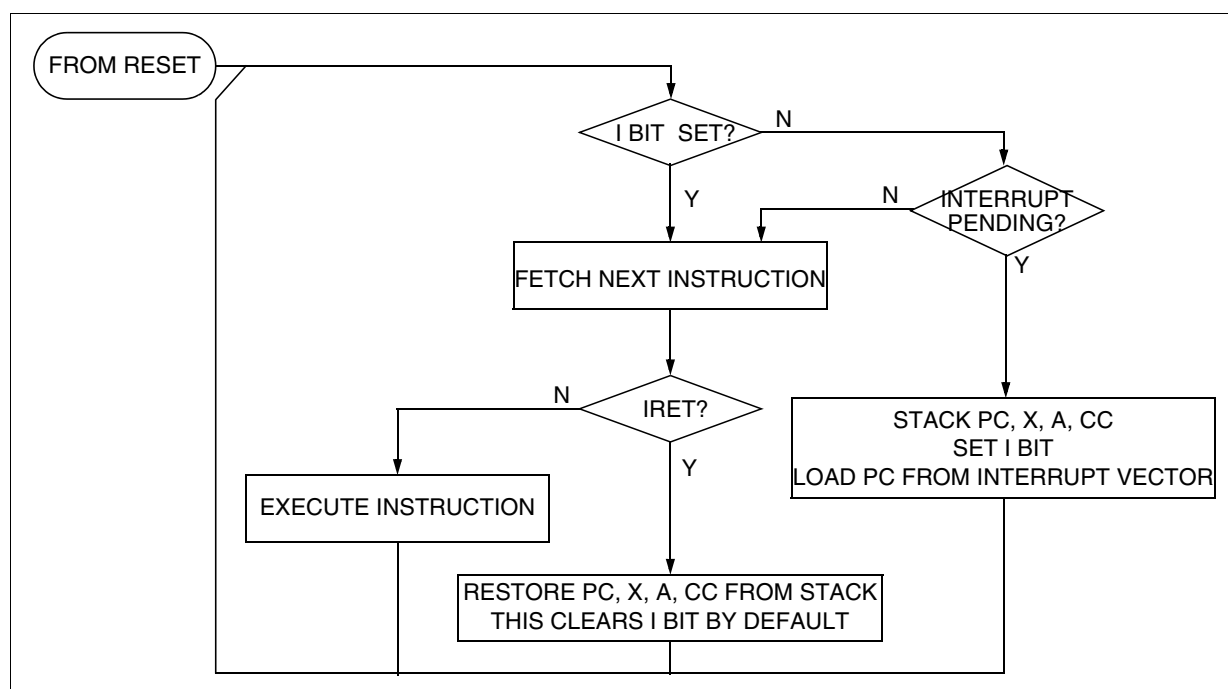 FROM RESET
I BIT SET?
N
Y
N
INTERRUPT
PENDING?
Y
FETCH NEXT INSTRUCTION
N
IRET?
Y
STACK PC, X, A, CC
SET I BIT
LOAD PC FROM INTERRUPT VECTOR
EXECUTE INSTRUCTION
RESTORE PC, X, A, CC FROM STACK
THIS CLEARS I BIT BY DEFAULT